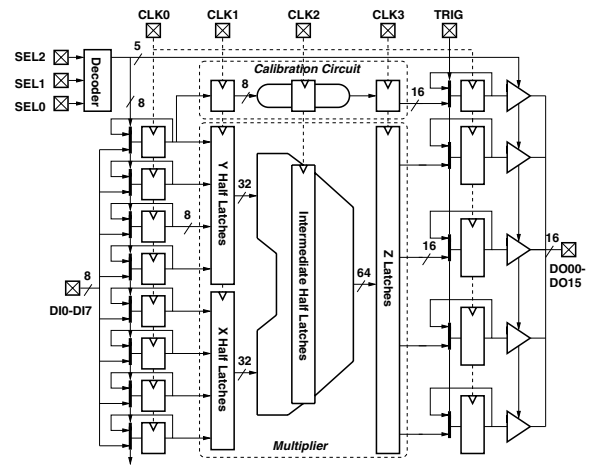 CLK0 CLK1 CLK2 CLK3 TRIG
SEL2
SEL1
SEL0
Decoder
5
8
Calibration Circuit
8
16
Y Half Latches
32
8
Intermediate Half Latches
Z Latches
64
16
16
DO00-
DO15
8
DI0-DI7
X Half Latches
32
Multiplier